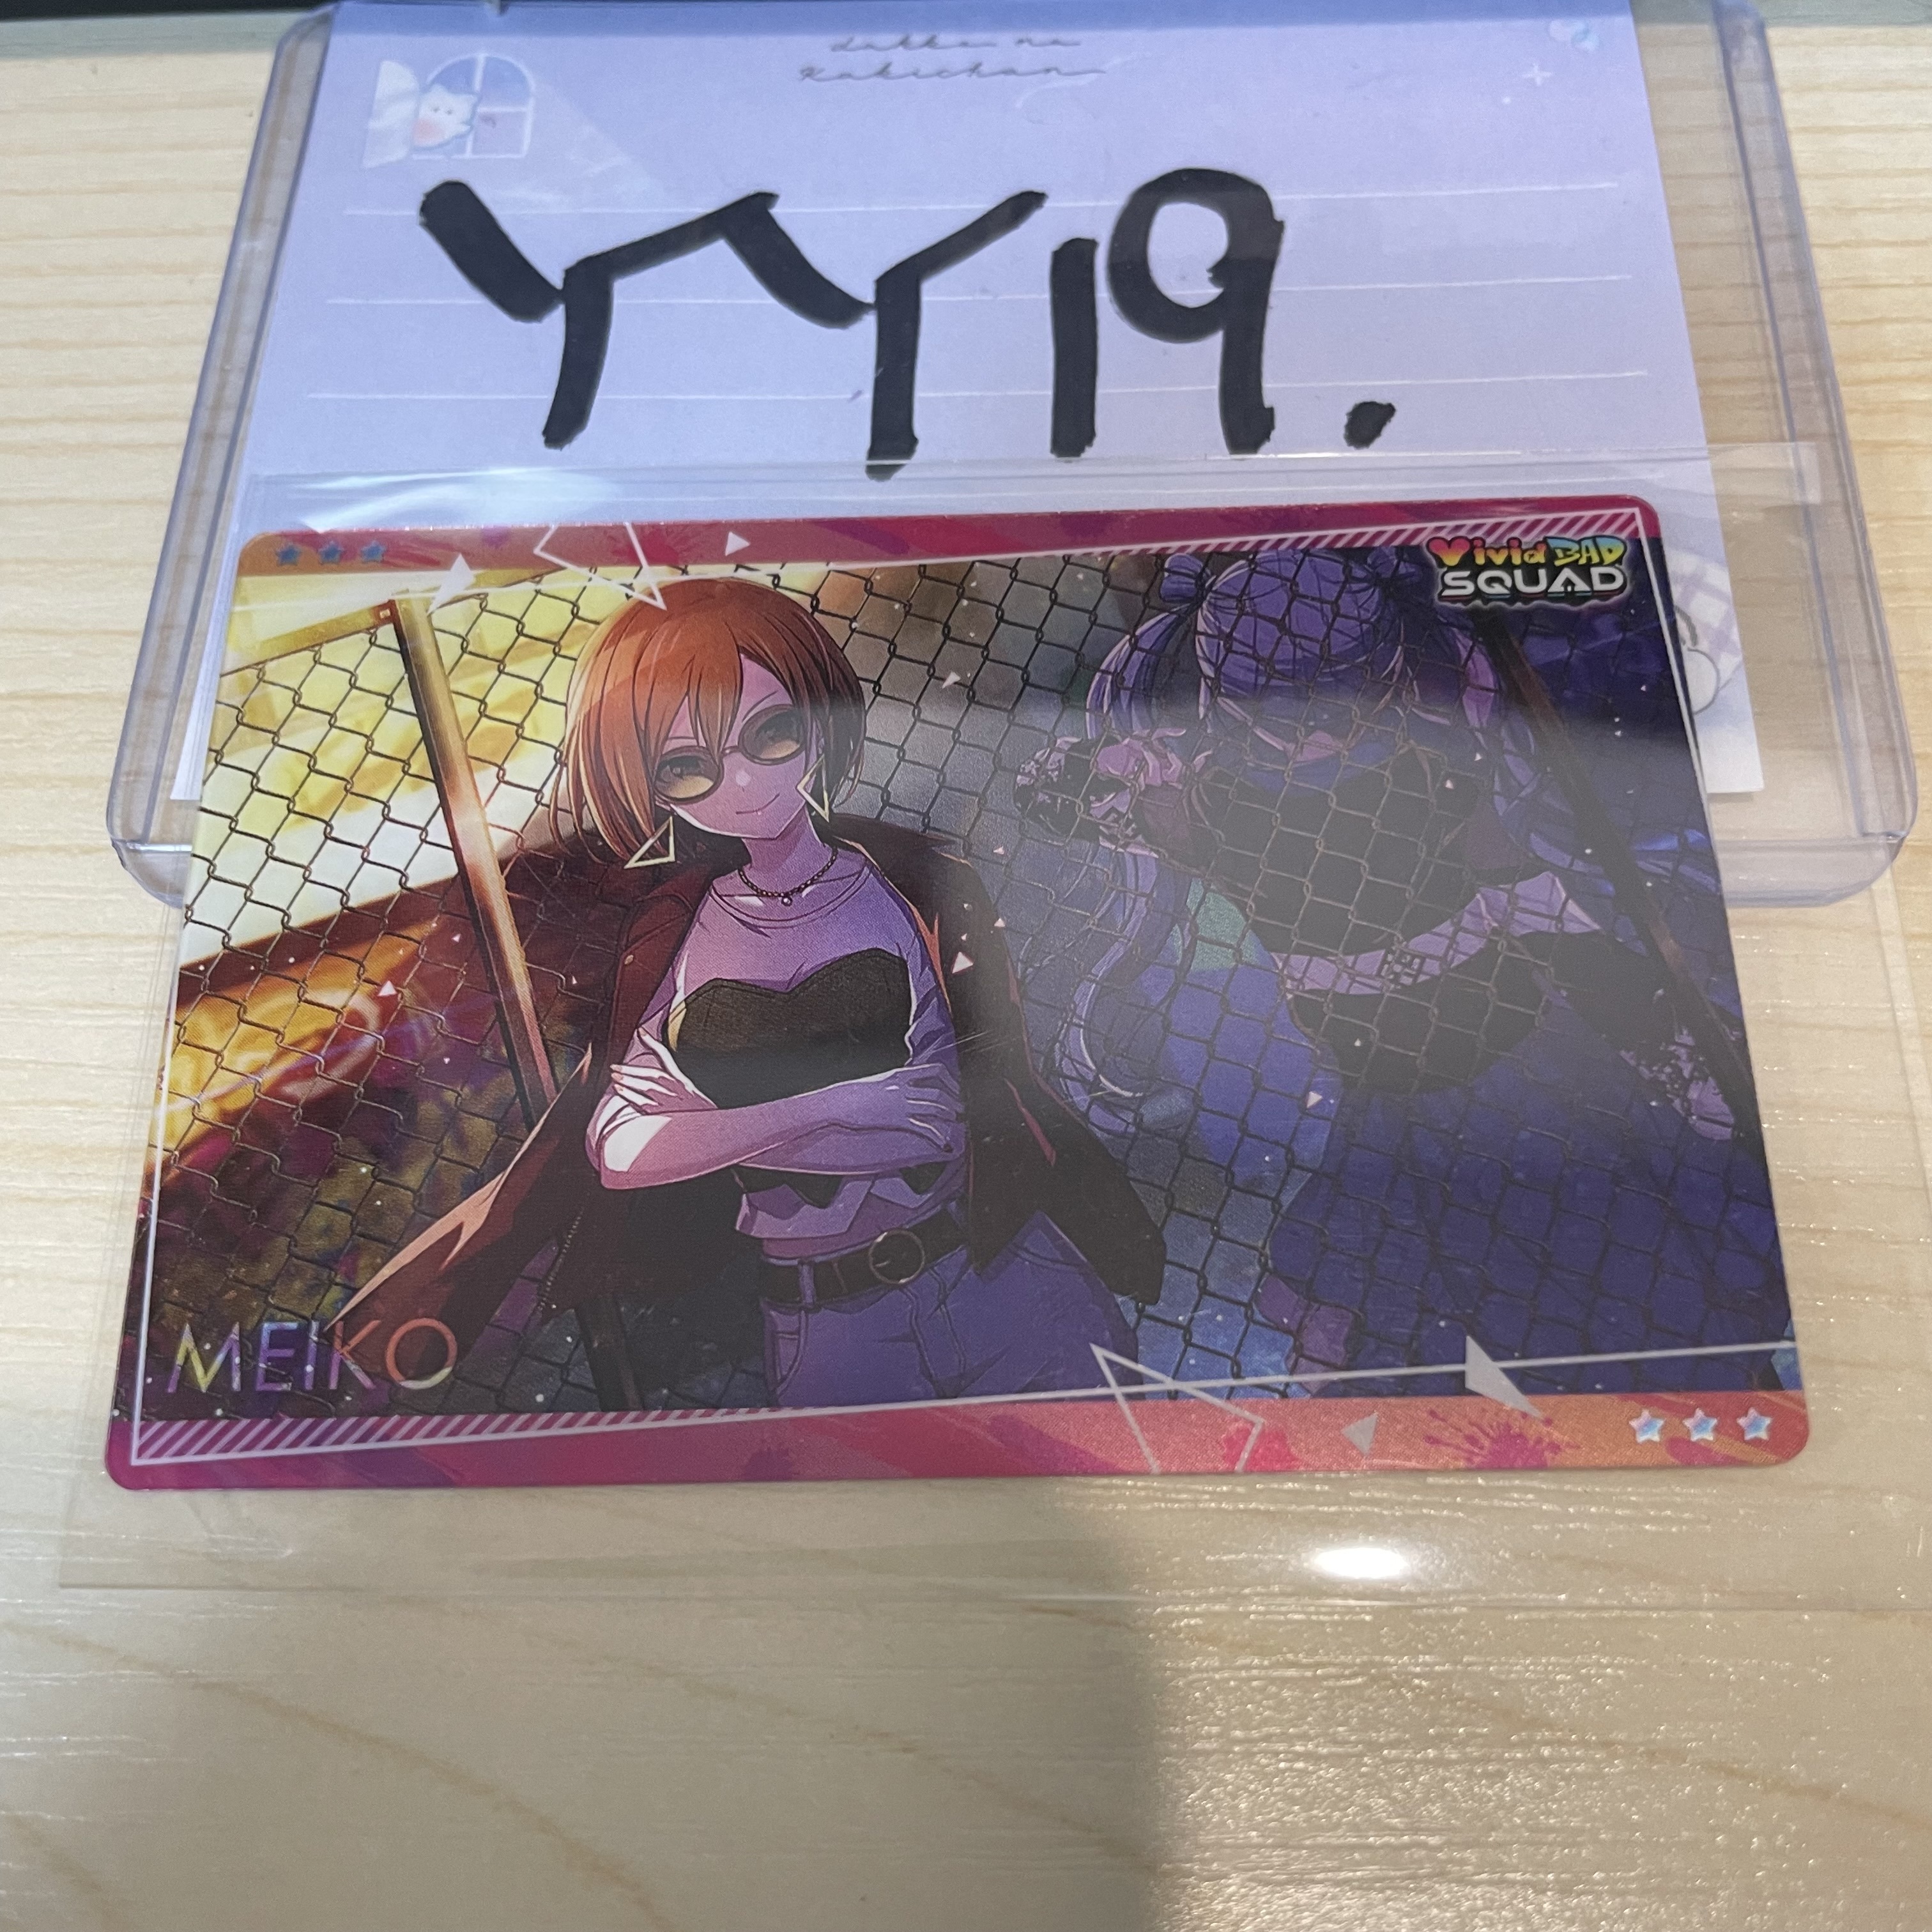 YY19.
Vivid BAD
SQUAD
MEIKO